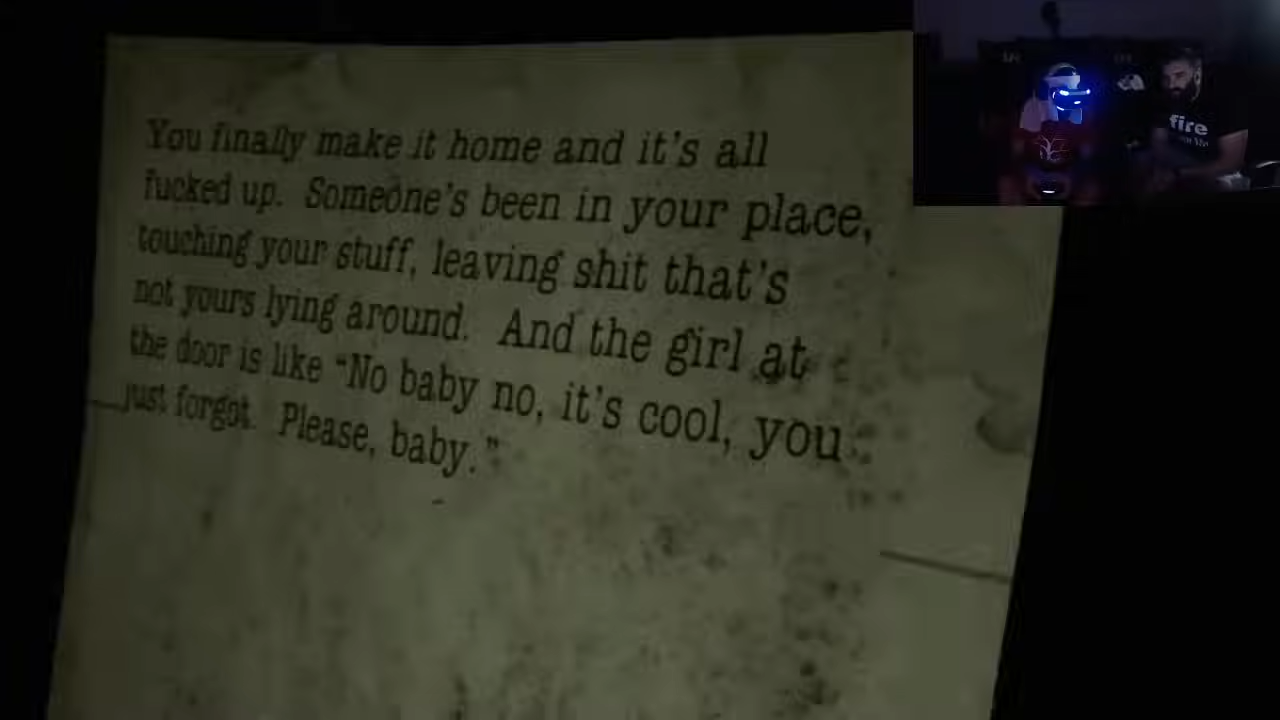 You finally make it home and it's all
fucked up. Someone's been in your place,
touching your stuff, leaving shit that's
not yours lying around. And the girl at
the door is like “No baby no, it's cool, you
just forgot. Please, baby.”
fire